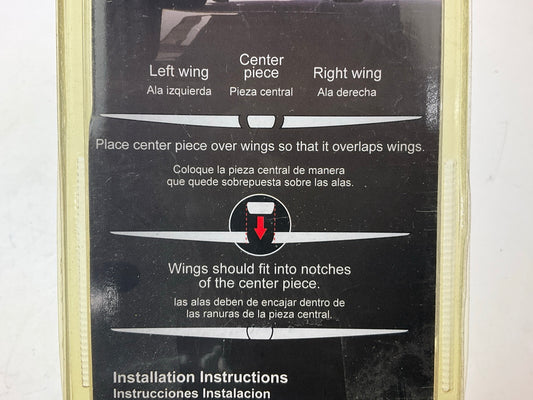 Left wing Center piece Right wing
Ala izquierda Pieza central Ala derecha
Place center piece over wings so that it overlaps wings.
Coloque la pieza central de manera
que quede sobrepuesta sobre las alas.
Wings should fit into notches
of the center piece.
las alas deben de encajar dentro de
las ranuras de la pieza central.
Installation Instructions
Instrucciones Instalacion